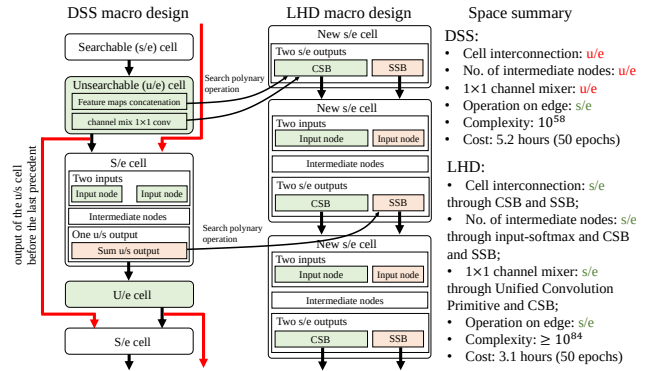 DSS macro design
Searchable (s/e) cell
Unsearchable (u/e) cell
Feature maps concatenation
channel mix 1×1 conv
output of the u/s cell
before the last precedent
S/e cell
Two inputs
Input node
Input node
Intermediate nodes
One u/s output
Sum u/s output
U/e cell
S/e cell
Search polynary
operation
Search polynary
operation
LHD macro design
New s/e cell
Two s/e outputs
CSB
SSB
New s/e cell
Two inputs
Input node
Input node
Intermediate nodes
Two s/e outputs
CSB
SSB
New s/e cell
Two inputs
Input node
Input node
Intermediate nodes
Two s/e outputs
CSB
SSB
Space summary
DSS:
• Cell interconnection: u/e
• No. of intermediate nodes: u/e
• 1×1 channel mixer: u/e
• Operation on edge: s/e
• Complexity: 10⁵⁸
• Cost: 5.2 hours (50 epochs)
LHD:
• Cell interconnection: s/e
through CSB and SSB;
• No. of intermediate nodes: s/e
through input-softmax and CSB
and SSB;
• 1×1 channel mixer: s/e
through Unified Convolution
Primitive and CSB;
• Operation on edge: s/e
• Complexity: ≥ 10⁸⁴
• Cost: 3.1 hours (50 epochs)